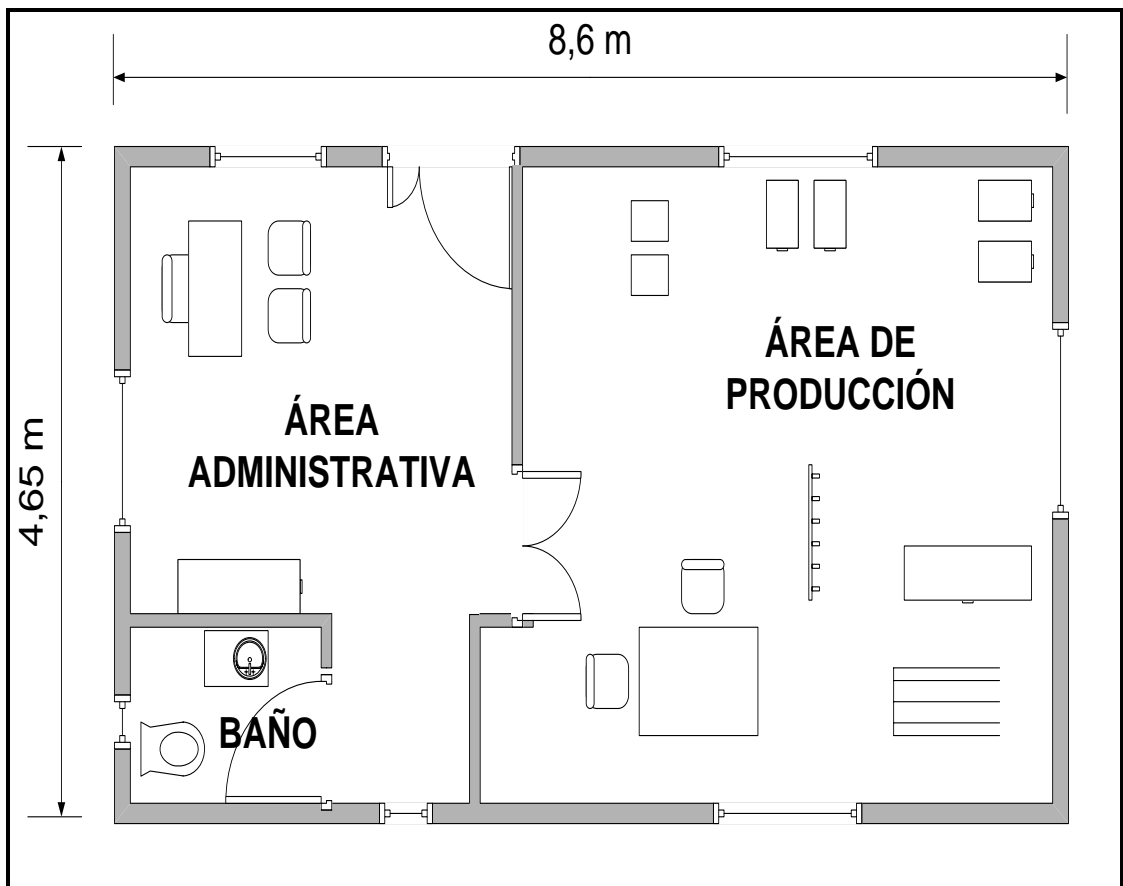 8,6 m
4,65 m
ÁREA DE
PRODUCCIÓN
ÁREA
ADMINISTRATIVA
BAÑO